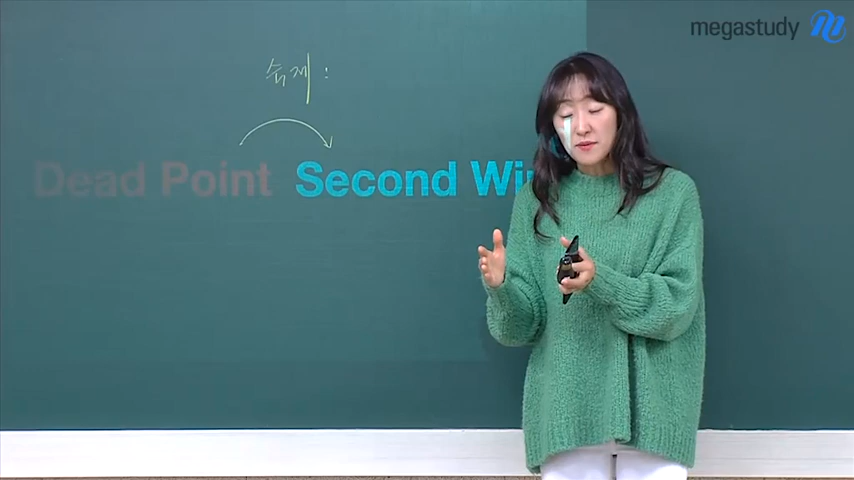 megastudy
숙제 :
Dead Point Second Wi